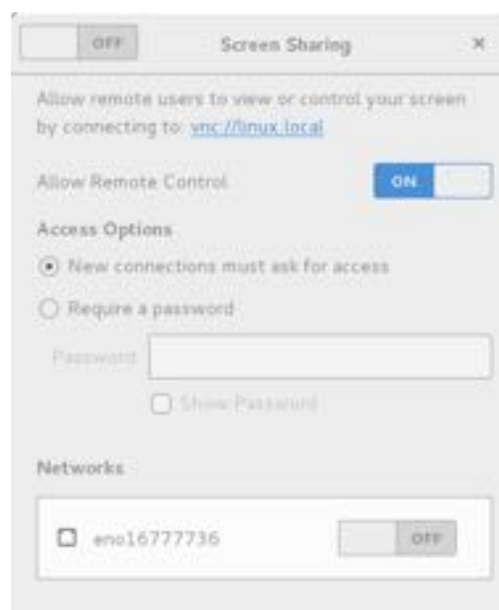 OFF Screen Sharing ×
Allow remote users to view or control your screen
by connecting to: vnc://linux.local
Allow Remote Control
ON
Access Options
New connections must ask for access
Require a password
Password
Show Password
Networks
eno16777736
OFF